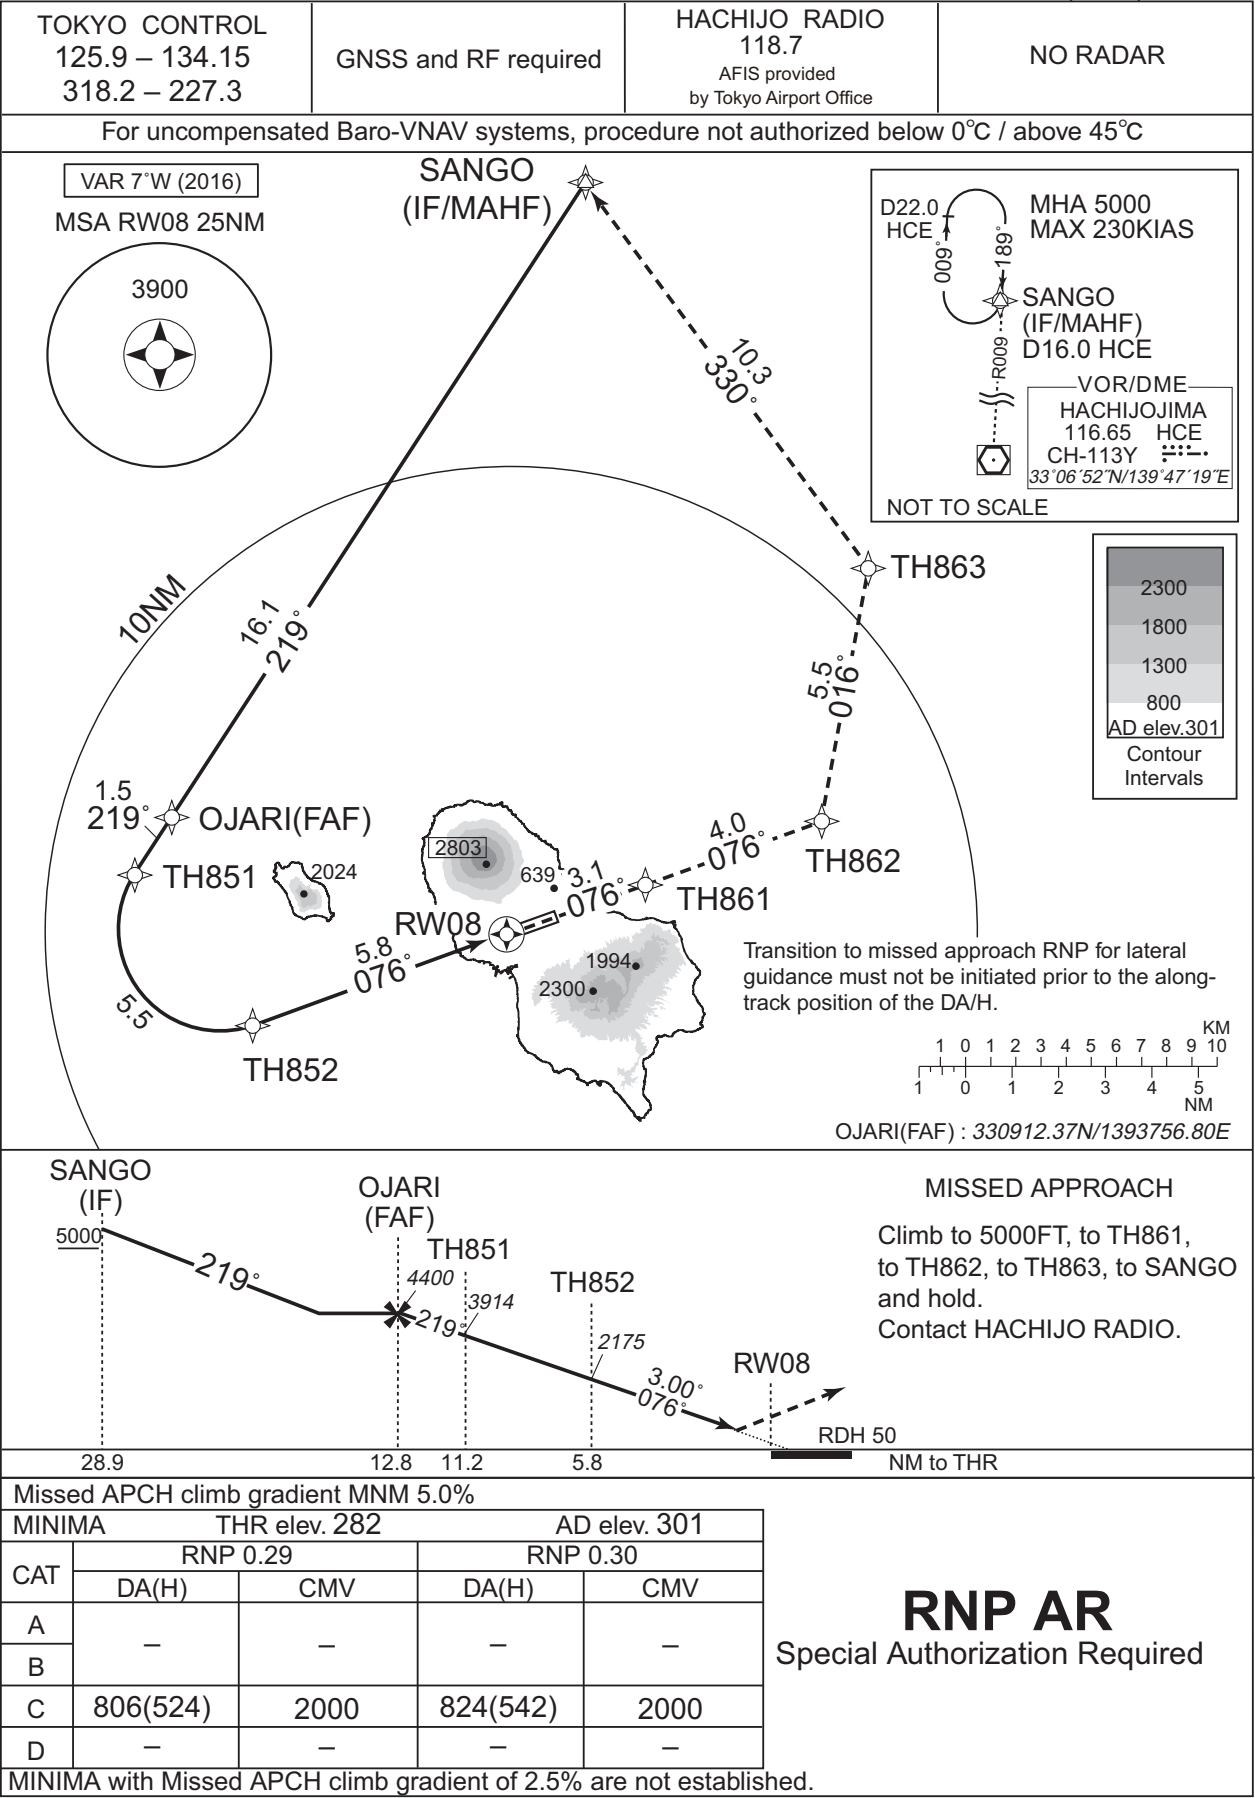 TOKYO CONTROL
125.9 – 134.15
318.2 – 227.3
GNSS and RF required
HACHIJO RADIO
118.7
AFIS provided
by Tokyo Airport Office
NO RADAR
For uncompensated Baro-VNAV systems, procedure not authorized below 0℃ / above 45℃
VAR 7˚W (2016)
MSA RW08 25NM
3900
SANGO
(IF/MAHF)
D22.0
HCE
009˚
189˚
MHA 5000
MAX 230KIAS
SANGO
(IF/MAHF)
D16.0 HCE
R009
VOR/DME
HACHIJOJIMA
116.65 HCE
CH-113Y
33˚06´52˝N/139˚47´19˝E
NOT TO SCALE
10.3
330˚
TH863
10NM
16.1
219˚
5.5
016˚
2300
1800
1300
800
AD elev.301
Contour
Intervals
1.5
219˚
OJARI(FAF)
TH851
2024
2803
639
3.1
076˚
4.0
076˚
TH862
TH861
RW08
5.8
076˚
5.5
TH852
1994
2300
Transition to missed approach RNP for lateral
guidance must not be initiated prior to the along-
track position of the DA/H.
KM
1 0 1 2 3 4 5 6 7 8 9 10
1 0 1 2 3 4 5
NM
OJARI(FAF) : 330912.37N/1393756.80E
SANGO
(IF)
5000
219˚
OJARI
(FAF)
4400
TH851
219˚
3914
TH852
2175
3.00˚
076˚
RW08
RDH 50
28.9
12.8
11.2
5.8
NM to THR
MISSED APPROACH
Climb to 5000FT, to TH861,
to TH862, to TH863, to SANGO
and hold.
Contact HACHIJO RADIO.
Missed APCH climb gradient MNM 5.0%
MINIMA THR elev. 282 AD elev. 301
CAT RNP 0.29 RNP 0.30
DA(H) CMV DA(H) CMV
A
B
– – – –
C 806(524) 2000 824(542) 2000
D – – – –
MINIMA with Missed APCH climb gradient of 2.5% are not established.
RNP AR
Special Authorization Required